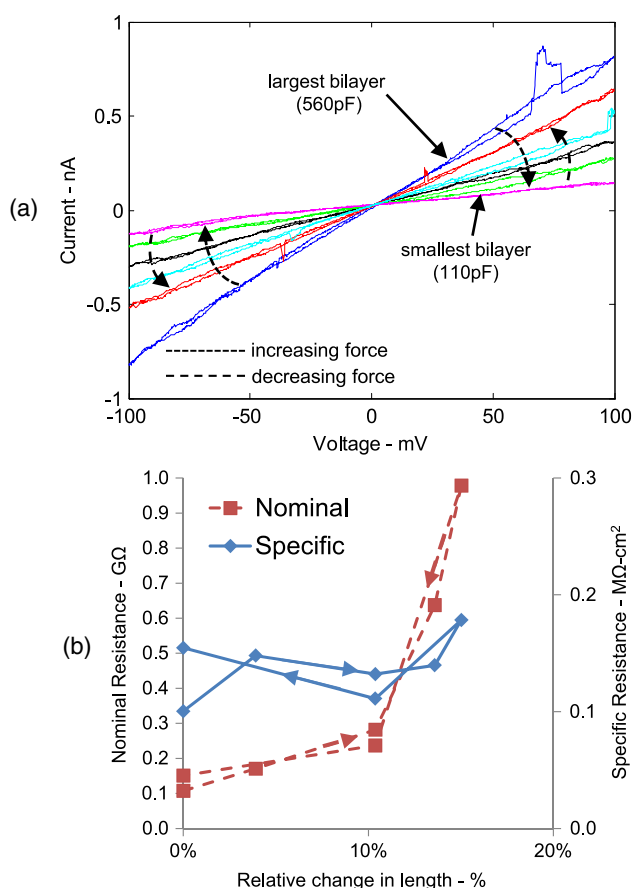 (a)
Current - nA
1
0.5
0
-0.5
-1
largest bilayer
(560pF)
smallest bilayer
(110pF)
increasing force
decreasing force
-100
-50
0
50
100
Voltage - mV
(b)
Nominal Resistance - GΩ
1.0
0.9
0.8
0.7
0.6
0.5
0.4
0.3
0.2
0.1
0.0
Nominal
Specific
0.3
0.2
0.1
0.0
Specific Resistance - MΩ-cm²
0%
10%
20%
Relative change in length - %